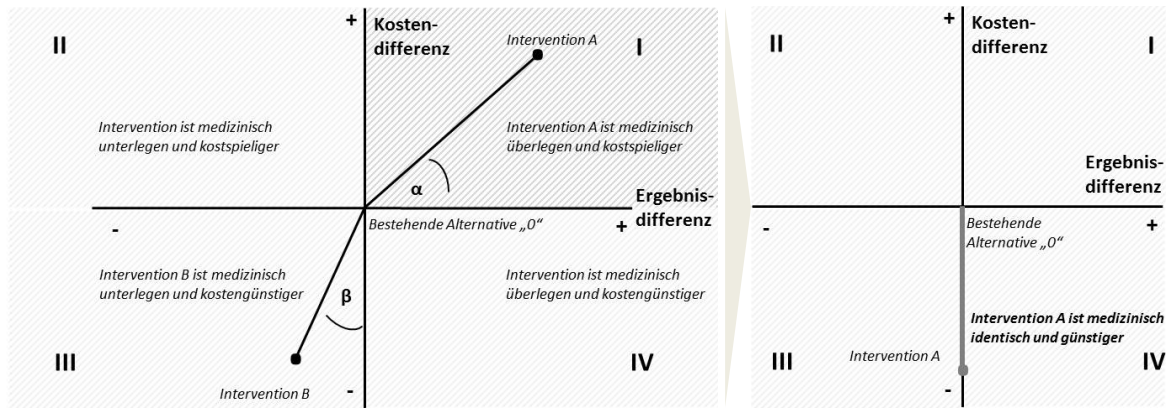 II
+
Kosten-
differenz
Intervention A
I
Intervention ist medizinisch
unterlegen und kostspieliger
Intervention A ist medizinisch
überlegen und kostspieliger
α
Ergebnis-
differenz
-
Bestehende Alternative „0“
+
Intervention B ist medizinisch
unterlegen und kostengünstiger
β
Intervention ist medizinisch
überlegen und kostengünstiger
III
IV
Intervention B
-
II
+
Kosten-
differenz
I
Ergebnis-
differenz
-
Bestehende
Alternative „0“
+
Intervention A ist medizinisch
identisch und günstiger
III
Intervention A
IV
-